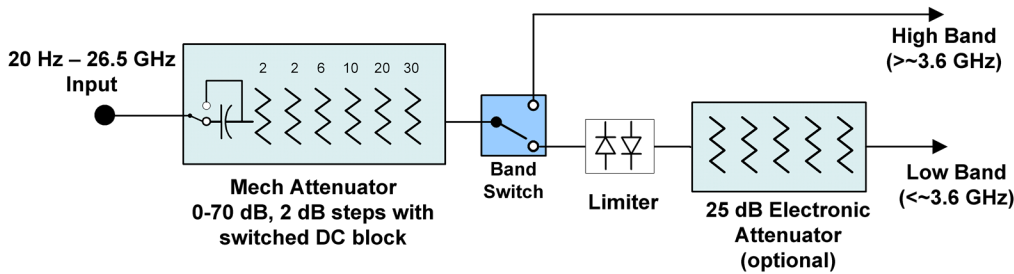 20 Hz – 26.5 GHz
Input
2 2 6 10 20 30
Mech Attenuator
0-70 dB, 2 dB steps with
switched DC block
Band
Switch
Limiter
25 dB Electronic
Attenuator
(optional)
High Band
(>~3.6 GHz)
Low Band
(<~3.6 GHz)